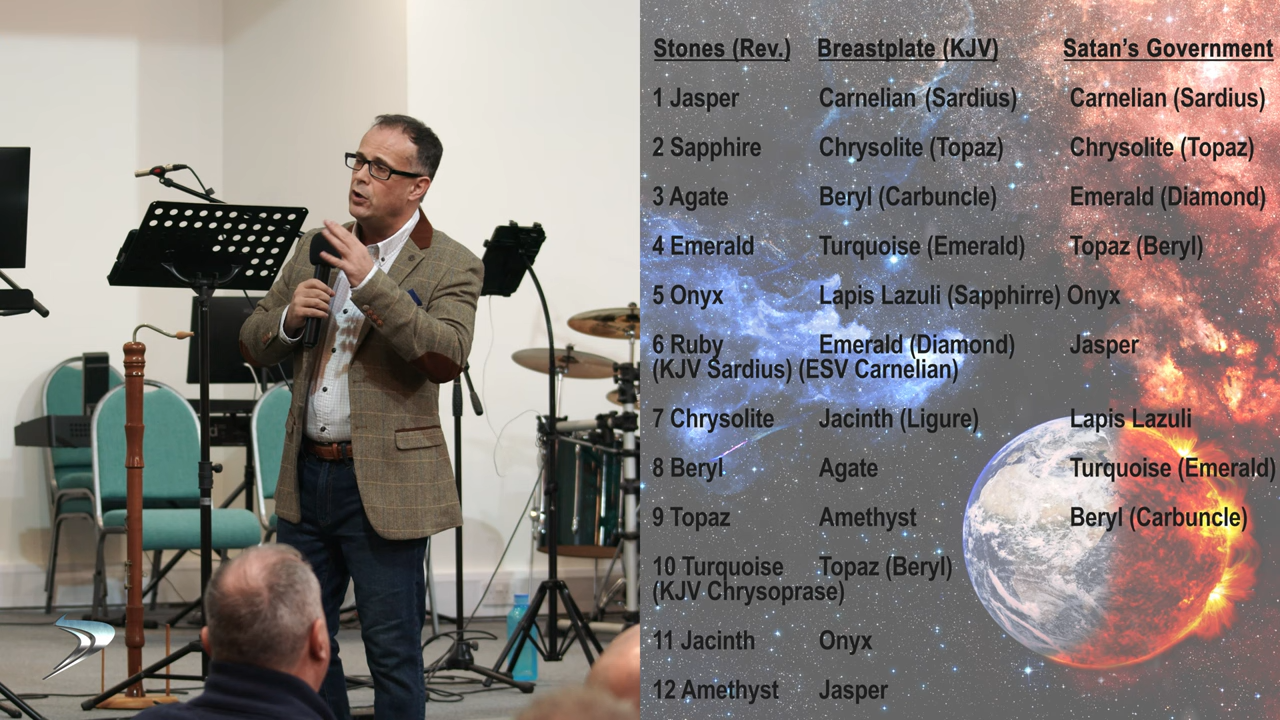 Stones (Rev.) Breastplate (KJV) Satan's Government
1 Jasper Carnelian (Sardius) Carnelian (Sardius)
2 Sapphire Chrysolite (Topaz) Chrysolite (Topaz)
3 Agate Beryl (Carbuncle) Emerald (Diamond)
4 Emerald Turquoise (Emerald) Topaz (Beryl)
5 Onyx Lapis Lazuli (Sapphirre) Onyx
6 Ruby Emerald (Diamond) Jasper
(KJV Sardius) (ESV Carnelian)
7 Chrysolite Jacinth (Ligure) Lapis Lazuli
8 Beryl Agate Turquoise (Emerald)
9 Topaz Amethyst Beryl (Carbuncle)
10 Turquoise Topaz (Beryl)
(KJV Chrysoprase)
11 Jacinth Onyx
12 Amethyst Jasper